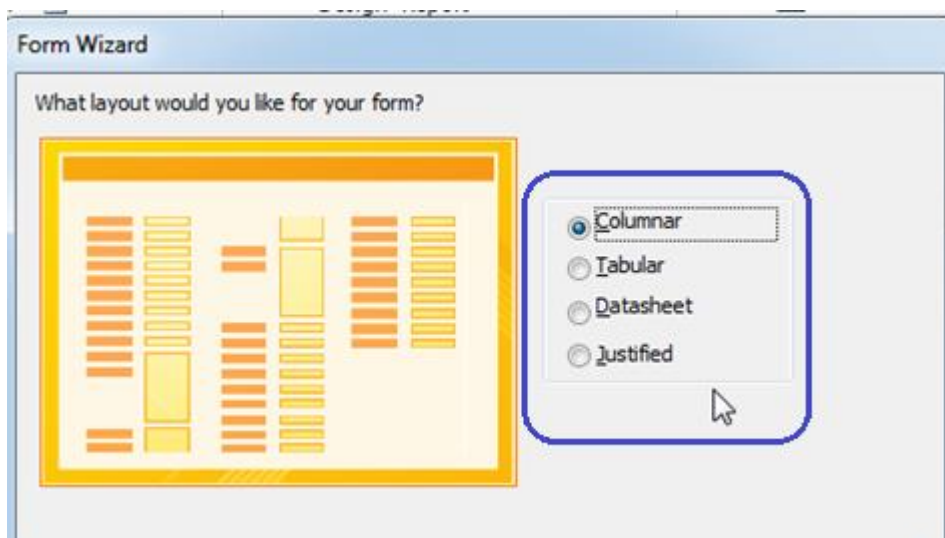 Form Wizard
What layout would you like for your form?
Columnar
Tabular
Datasheet
Justified